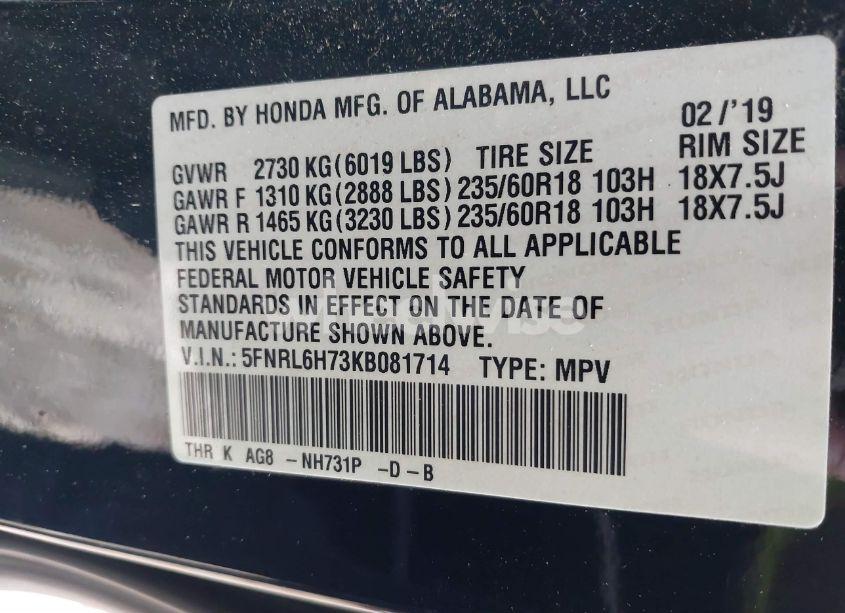 MFD. BY HONDA MFG. OF ALABAMA, LLC 02/'19
GVWR 2730 KG(6019 LBS) TIRE SIZE RIM SIZE
GAWR F 1310 KG(2888 LBS) 235/60R18 103H 18X7.5J
GAWR R 1465 KG(3230 LBS) 235/60R18 103H 18X7.5J
THIS VEHICLE CONFORMS TO ALL APPLICABLE
FEDERAL MOTOR VEHICLE SAFETY
STANDARDS IN EFFECT ON THE DATE OF
MANUFACTURE SHOWN ABOVE.
V.I.N.: 5FNRL6H73KB081714 TYPE: MPV
THR K AG8 -NH731P -D-B